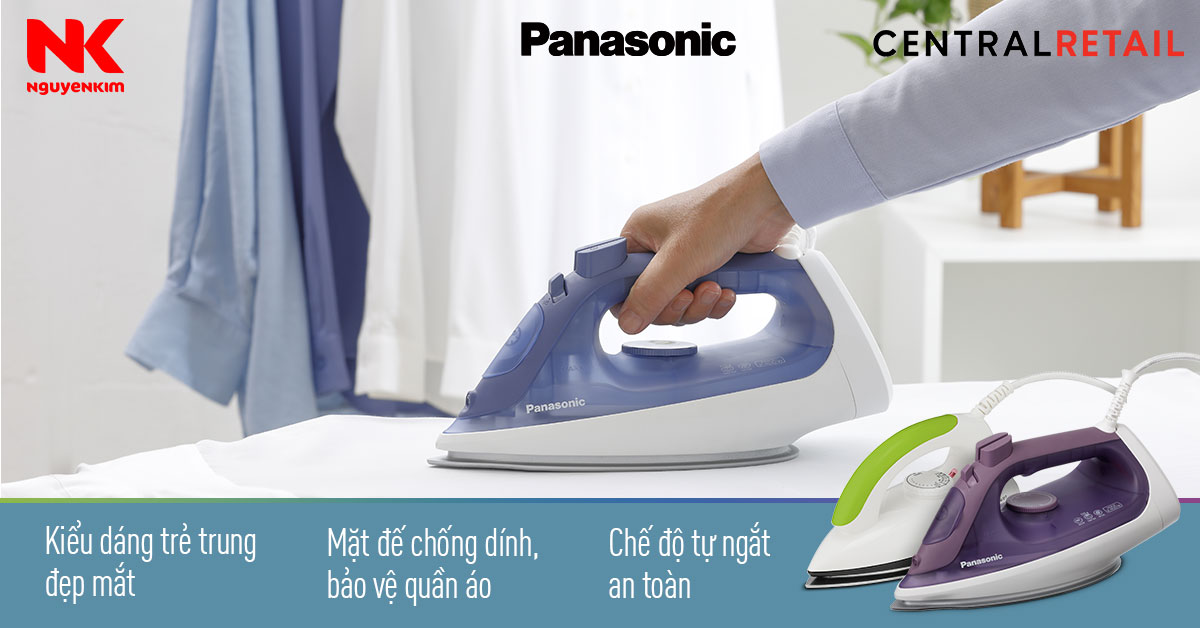 NK
NGUYENKIM
Panasonic
CENTRALRETAIL
Panasonic
Panasonic
Kiểu dáng trẻ trung
đẹp mắt
Mặt đế chống dính,
bảo vệ quần áo
Chế độ tự ngắt
an toàn